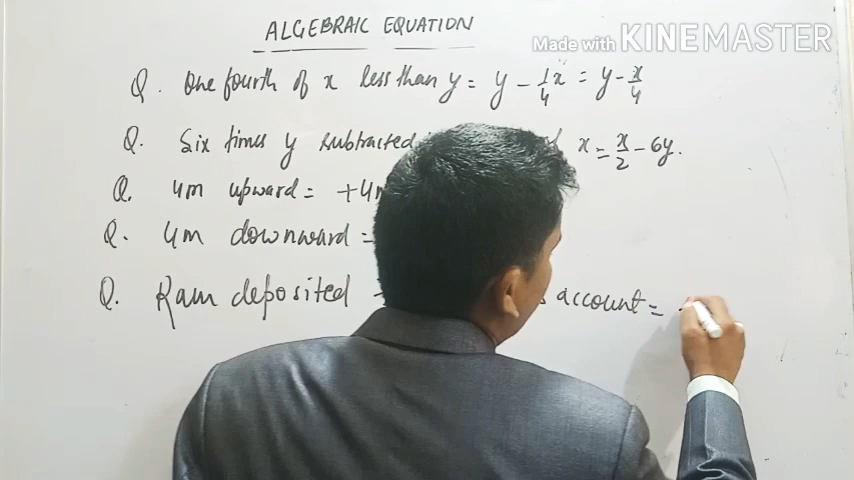 ALGEBRAIC EQUATION
Made with KINEMASTER
Q. One fourth of x less than y = y - 1/4 x = y - x/4
Q. Six times y subtracted x = x/2 - 6y.
Q. 4m upward = +4
Q. 4m downward =
Q. Ram deposited account =